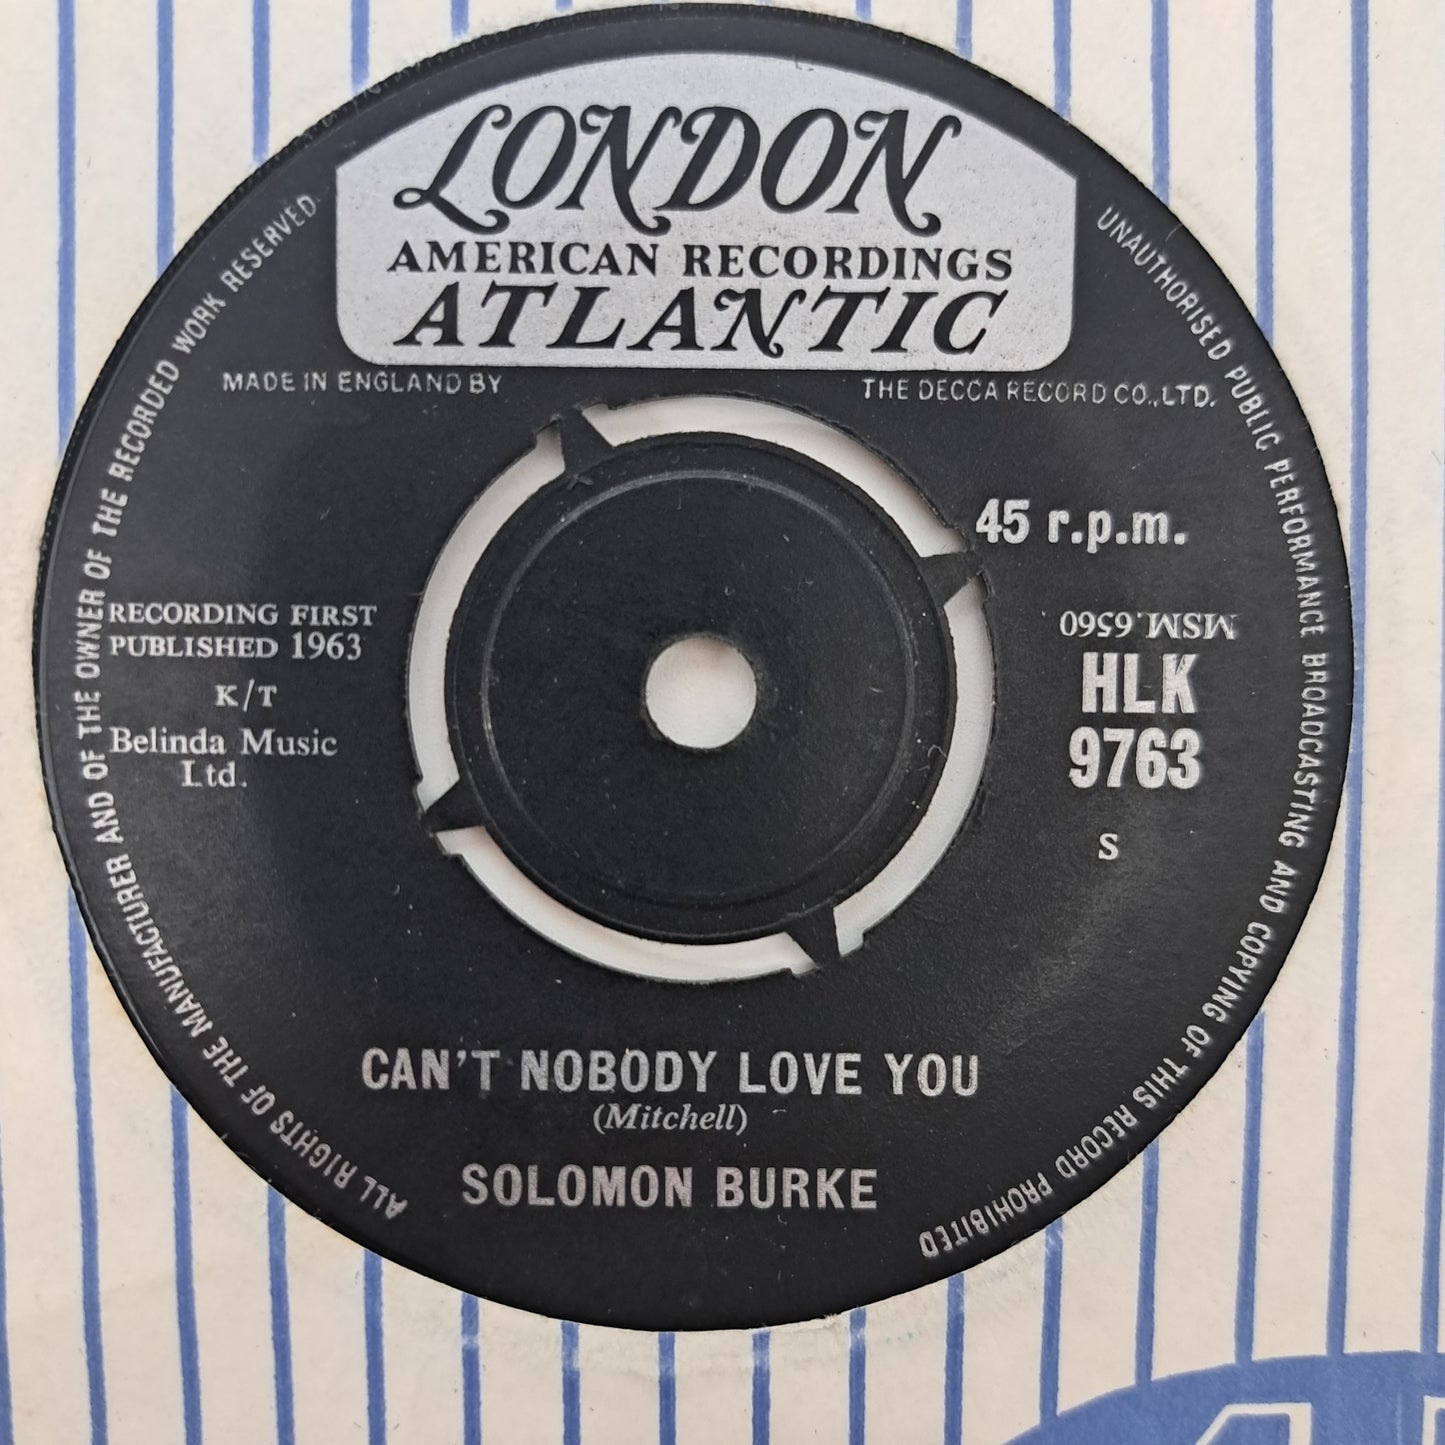 LONDON
AMERICAN RECORDINGS
ATLANTIC
MADE IN ENGLAND BY
THE DECCA RECORD CO., LTD.
45 r.p.m.
RECORDING FIRST
PUBLISHED 1963
K/T
Belinda Music
Ltd.
MSM.6560
HLK
9763
S
CAN'T NOBODY LOVE YOU
(Mitchell)
SOLOMON BURKE
ALL RIGHTS OF THE MANUFACTURER AND OF THE OWNER OF THE RECORDED WORK RESERVED.
UNAUTHORISED PUBLIC PERFORMANCE BROADCASTING AND COPYING OF THIS RECORD PROHIBITED